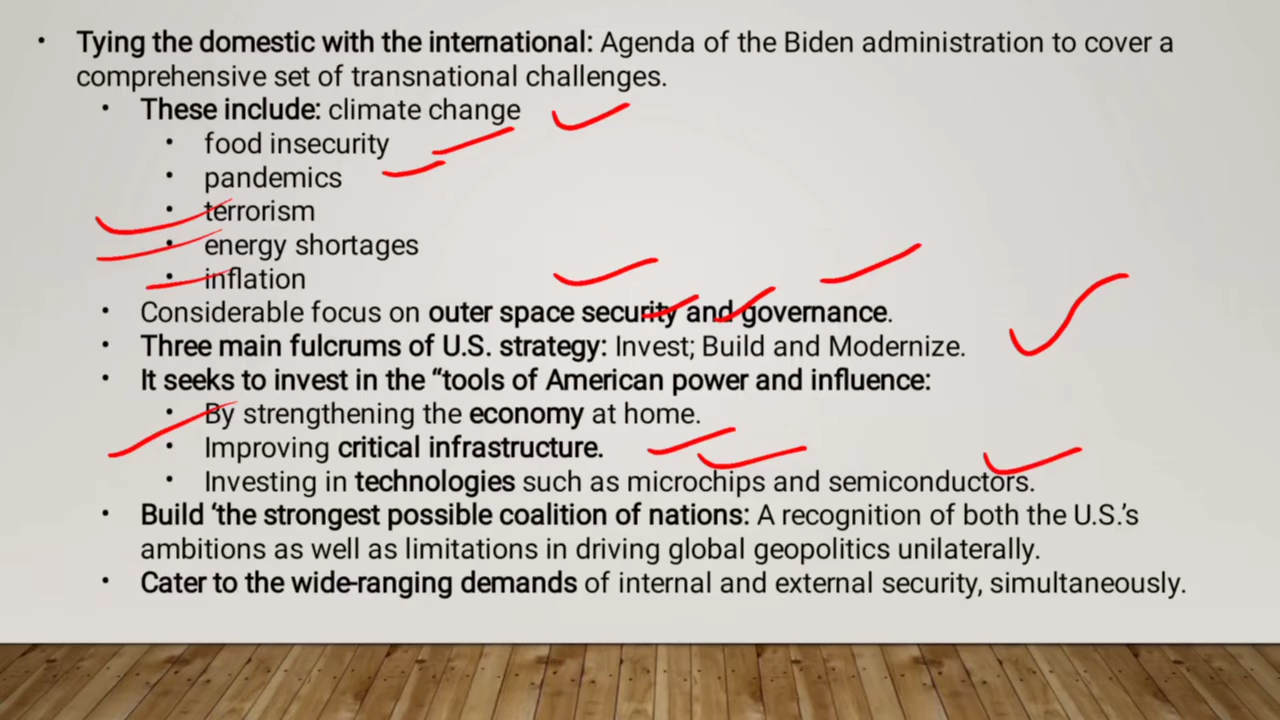 • Tying the domestic with the international: Agenda of the Biden administration to cover a
comprehensive set of transnational challenges.
• These include: climate change
• food insecurity
• pandemics
• terrorism
• energy shortages
• inflation
• Considerable focus on outer space security and governance.
• Three main fulcrums of U.S. strategy: Invest; Build and Modernize.
• It seeks to invest in the “tools of American power and influence:
• By strengthening the economy at home.
• Improving critical infrastructure.
• Investing in technologies such as microchips and semiconductors.
• Build ‘the strongest possible coalition of nations: A recognition of both the U.S.’s
ambitions as well as limitations in driving global geopolitics unilaterally.
• Cater to the wide-ranging demands of internal and external security, simultaneously.